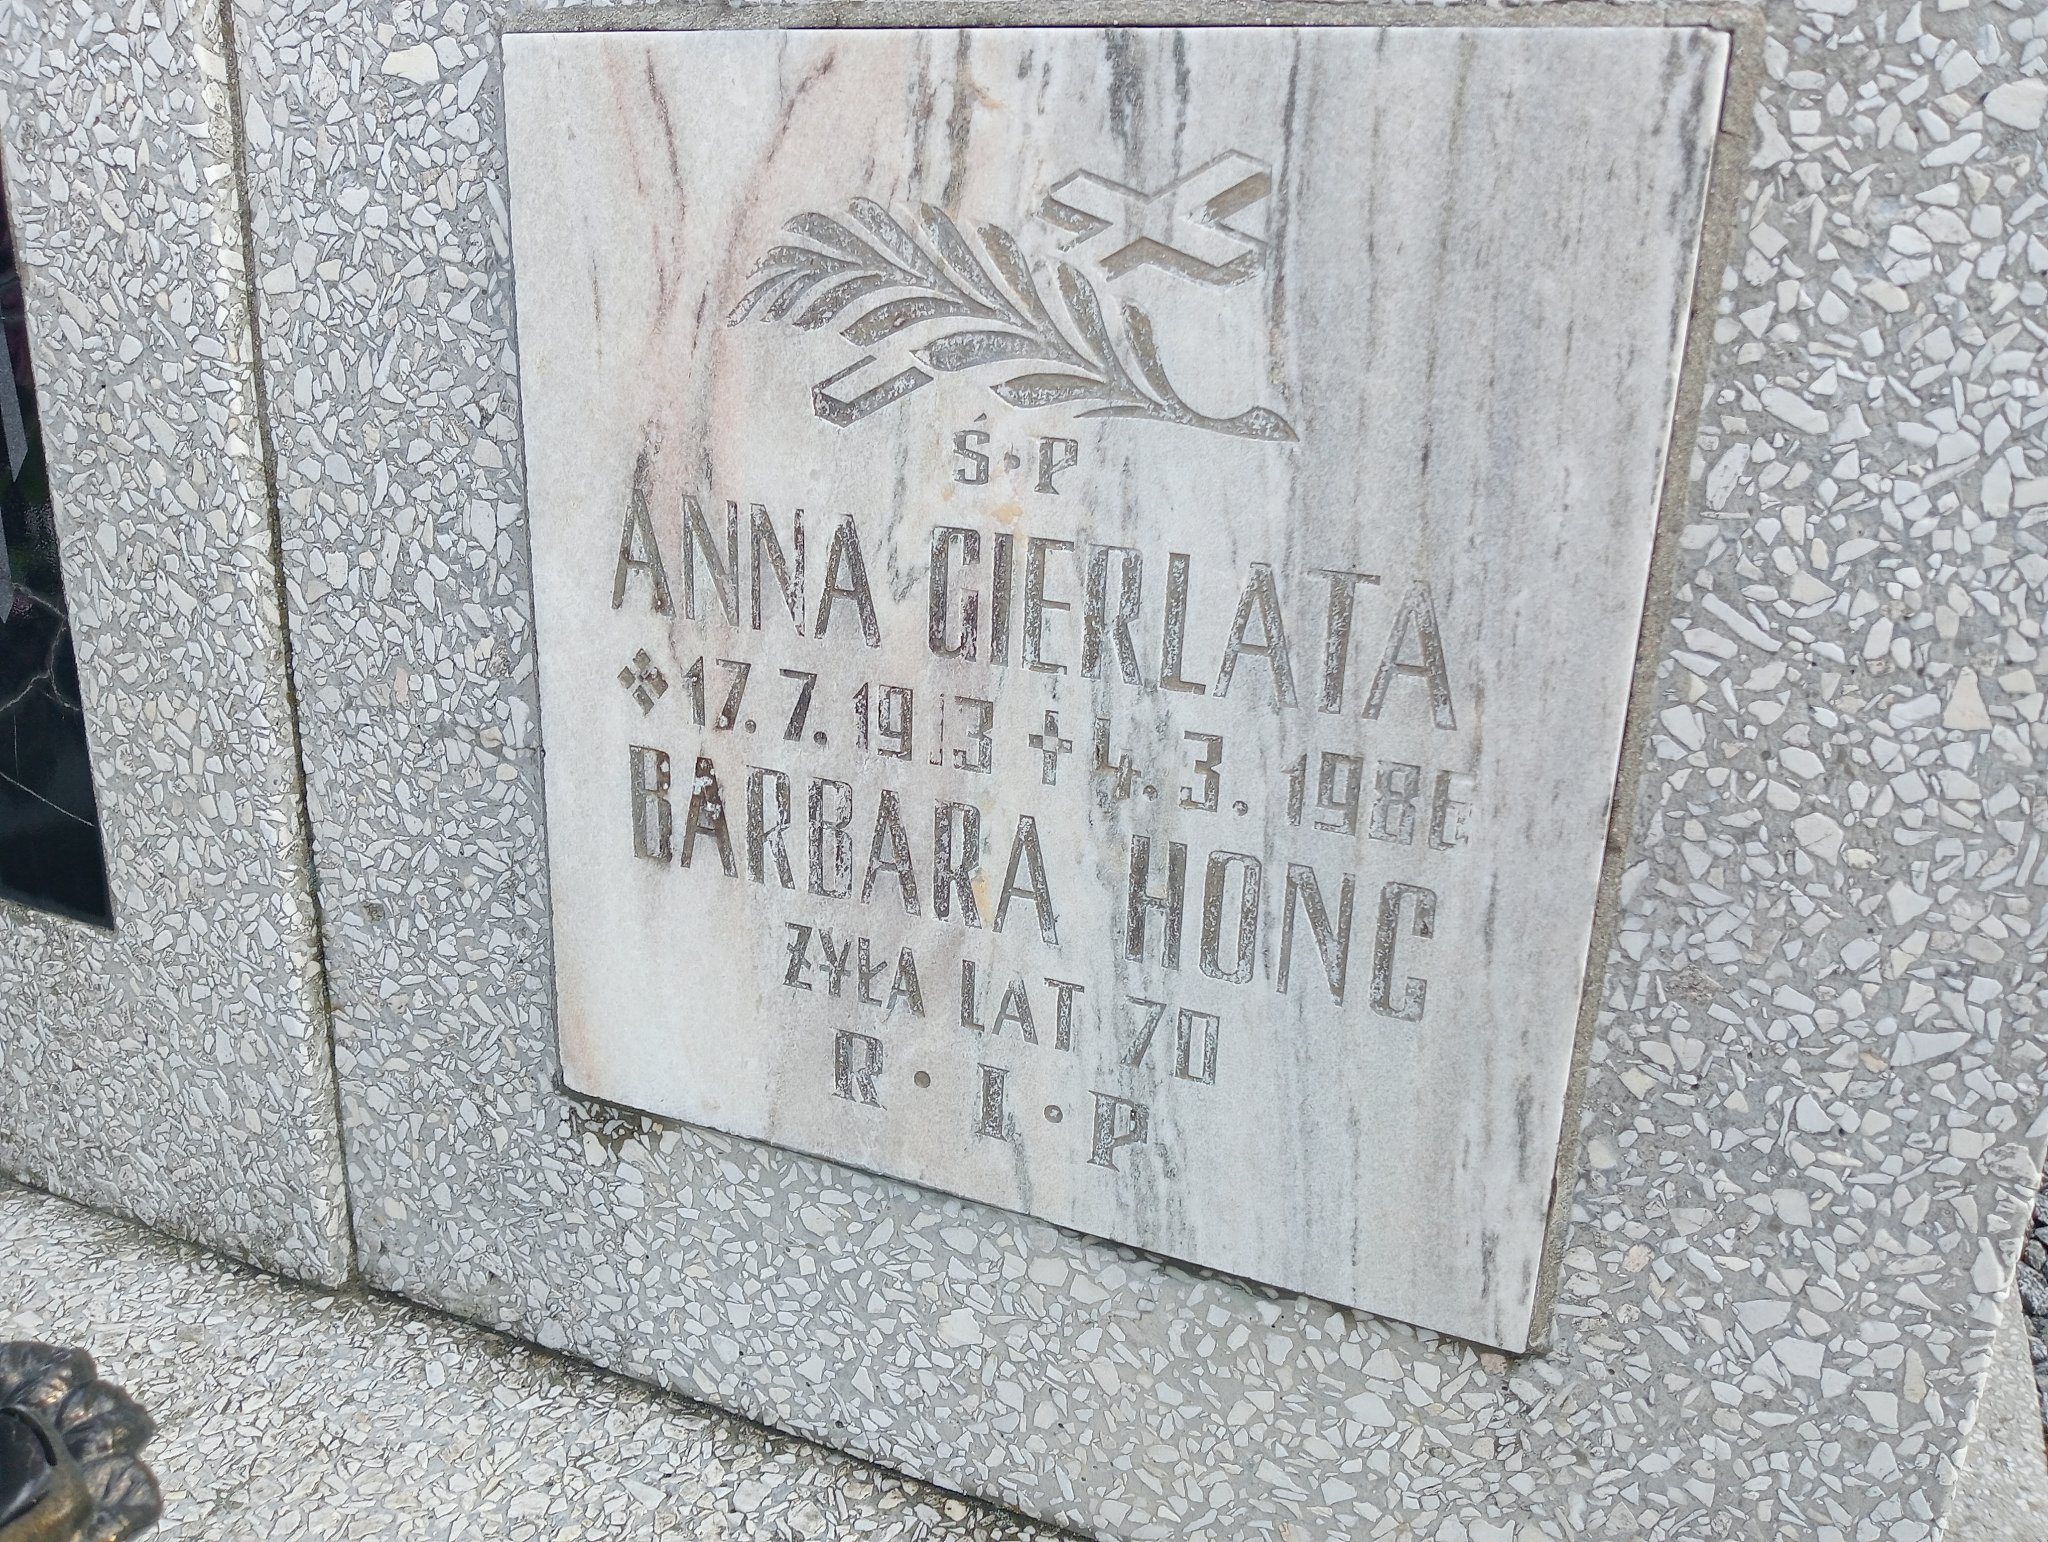 Ś·P
ANNA GIERLATA
17.7.1913 ✝ 4.3.1986
BARBARA HONC
ŻYŁA LAT 70
R·I·P